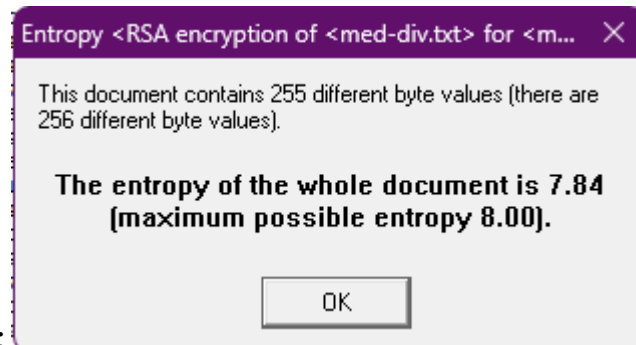 Entropy <RSA encryption of <med-div.txt> for <m...
This document contains 255 different byte values (there are
256 different byte values).
The entropy of the whole document is 7.84
(maximum possible entropy 8.00).
OK